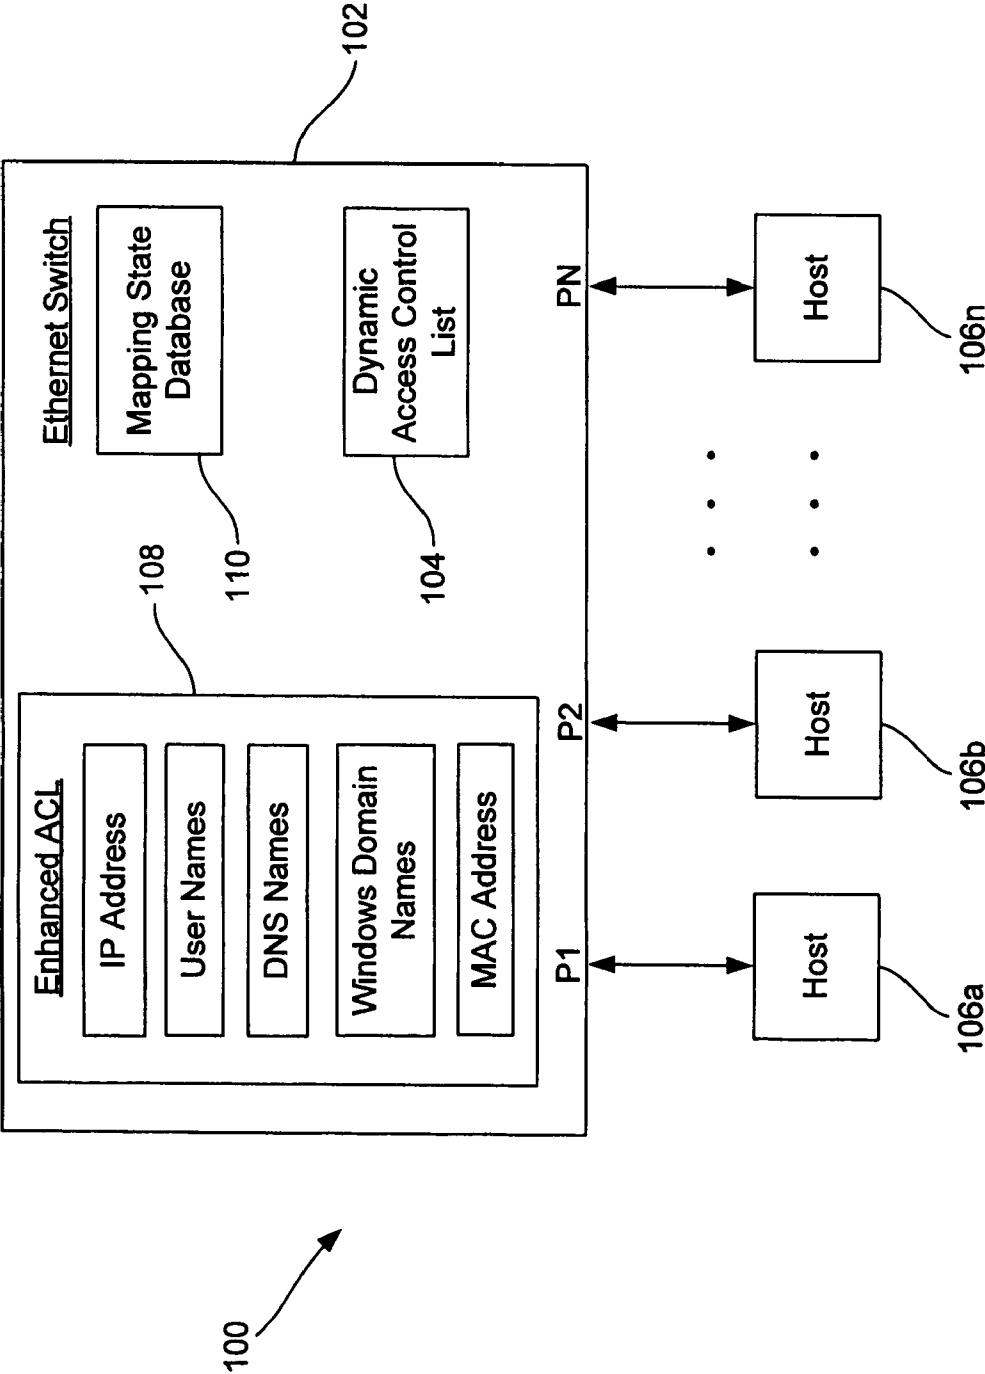 100
102
Ethernet Switch
108
Enhanced ACL
IP Address
User Names
DNS Names
Windows Domain
Names
MAC Address
110
Mapping State
Database
104
Dynamic
Access Control
List
P1
P2
PN
Host
Host
Host
106a
106b
106n